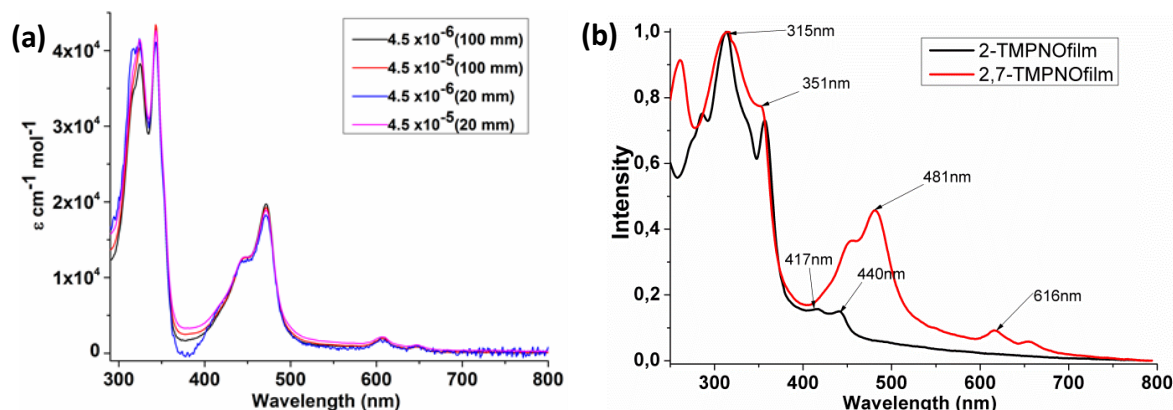 (a)
4.5 x10⁻⁶(100 mm)
4.5 x10⁻⁵(100 mm)
4.5 x10⁻⁶(20 mm)
4.5 x10⁻⁵(20 mm)
ε cm⁻¹ mol⁻¹
4x10⁴
3x10⁴
2x10⁴
1x10⁴
0
300 400 500 600 700 800
Wavelength (nm)
(b)
2-TMPNOfilm
2,7-TMPNOfilm
315nm
351nm
481nm
417nm
440nm
616nm
Intensity
1,0
0,8
0,6
0,4
0,2
0,0
300 400 500 600 700 800
Wavelength (nm)